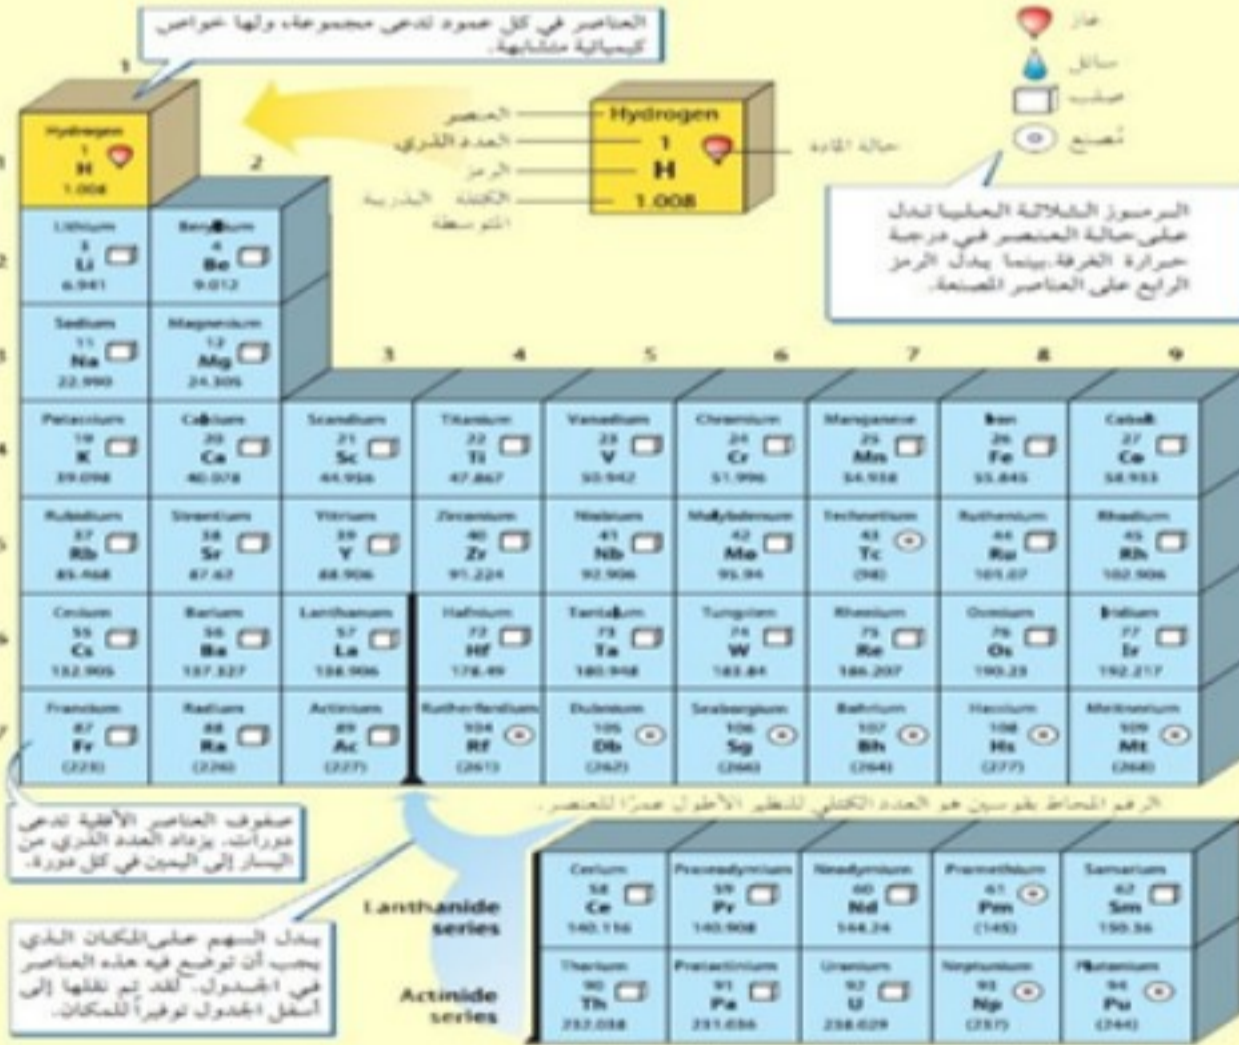 العناصر في كل عمود تدعى مجموعة، ولها خواص
كيميائية متشابهة.
غاز
سائل
صلب
مُصنع
1
Hydrogen
1
H
1.008
العنصر
العدد الذري
الرمز
الكتلة الذرية
المتوسطة
Hydrogen
1
H
1.008
حالة المادة
الرموز الثلاثة العليا تدل
على حالة العنصر في درجة
حرارة الغرفة.بينما يدل الرمز
الرابع على العناصر المصنعة.
1
2
2
Lithium Beryllium
3 4
Li Be
6.941 9.012
3
Sodium Magnesium
11 12
Na Mg
22.990 24.305
3 4 5 6 7 8 9
4
Potassium Calcium Scandium Titanium Vanadium Chromium Manganese Iron Cobalt
19 20 21 22 23 24 25 26 27
K Ca Sc Ti V Cr Mn Fe Co
39.098 40.078 44.956 47.867 50.942 51.996 54.938 55.845 58.933
5
Rubidium Strontium Yttrium Zirconium Niobium Molybdenum Technetium Ruthenium Rhodium
37 38 39 40 41 42 43 44 45
Rb Sr Y Zr Nb Mo Tc Ru Rh
85.468 87.62 88.906 91.224 92.906 95.94 (98) 101.07 102.906
6
Cesium Barium Lanthanum Hafnium Tantalum Tungsten Rhenium Osmium Iridium
55 56 57 72 73 74 75 76 77
Cs Ba La Hf Ta W Re Os Ir
132.905 137.327 138.906 178.49 180.948 183.84 186.207 190.23 192.217
7
Francium Radium Actinium Rutherfordium Dubnium Seaborgium Bohrium Hassium Meitnerium
87 88 89 104 105 106 107 108 109
Fr Ra Ac Rf Db Sg Bh Hs Mt
(223) (226) (227) (261) (262) (266) (264) (277) (268)
الرقم المحاط بقوسين هو العدد الكتلي للنظير الأطول عمرًا للعنصر.
صفوف العناصر الأفقية تدعى
دورات. يزداد العدد الذري من
اليسار إلى اليمين في كل دورة.
يدل السهم على المكان الذي
يجب أن توضع فيه هذه العناصر
في الجدول. لقد تم نقلها إلى
أسفل الجدول توفيراً للمكان.
Lanthanide
series
Cerium Praseodymium Neodymium Promethium Samarium
58 59 60 61 62
Ce Pr Nd Pm Sm
140.116 140.908 144.24 (145) 150.36
Actinide
series
Thorium Protactinium Uranium Neptunium Plutonium
90 91 92 93 94
Th Pa U Np Pu
232.038 231.036 238.029 (237) (244)